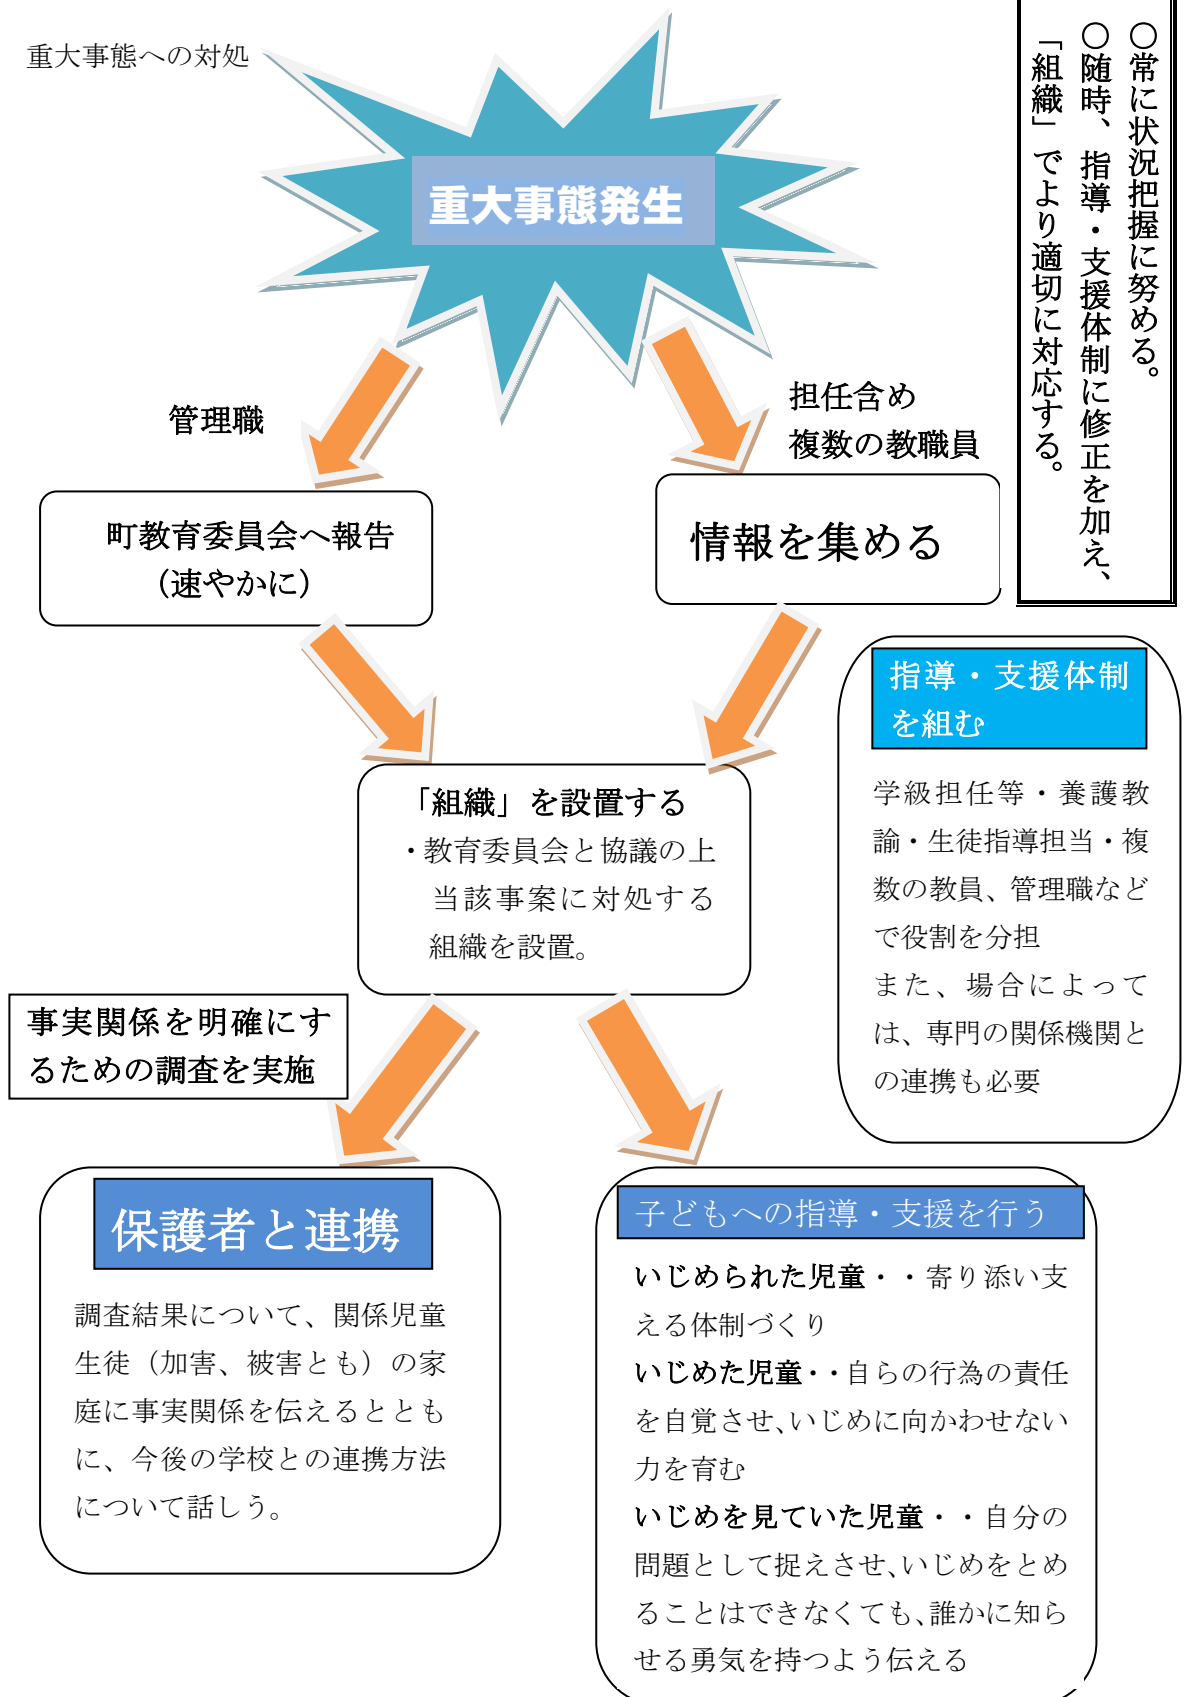 重大事態への対処
○常に状況把握に努める。
○随時、指導・支援体制に修正を加え、
「組織」でより適切に対応する。
重大事態発生
管理職
担任含め
複数の教職員
町教育委員会へ報告
（速やかに）
情報を集める
指導・支援体制
を組む
学級担任等・養護教
諭・生徒指導担当・複
数の教員、管理職など
で役割を分担
また、場合によって
は、専門の関係機関と
の連携も必要
「組織」を設置する
・教育委員会と協議の上
当該事案に対処する
組織を設置。
事実関係を明確にす
るための調査を実施
保護者と連携
調査結果について、関係児童
生徒（加害、被害とも）の家
庭に事実関係を伝えるととも
に、今後の学校との連携方法
について話しう。
子どもへの指導・支援を行う
いじめられた児童・・寄り添い支
える体制づくり
いじめた児童・・自らの行為の責任
を自覚させ、いじめに向かわせない
力を育む
いじめを見ていた児童・・自分の
問題として捉えさせ、いじめをとめ
ることはできなくても、誰かに知ら
せる勇気を持つよう伝える